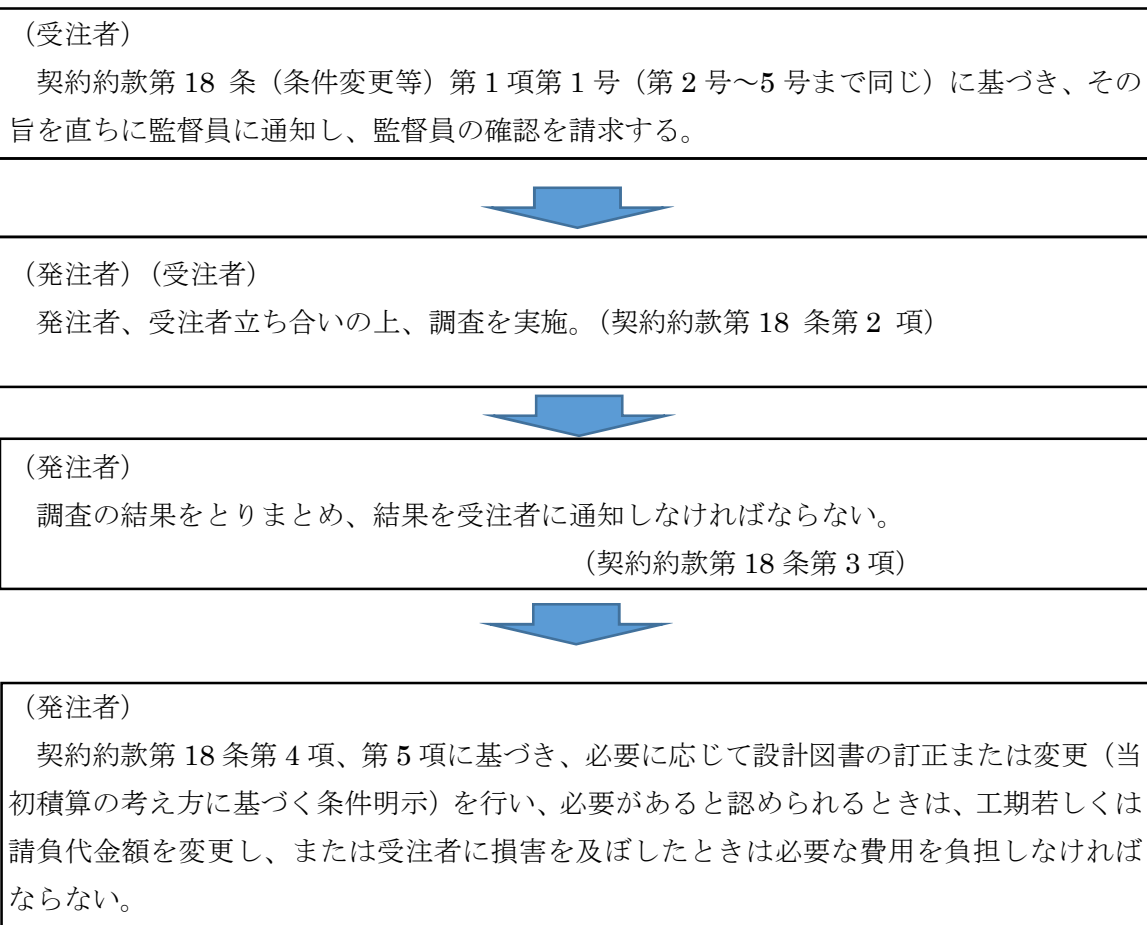 （受注者）
契約約款第 18 条（条件変更等）第 1 項第 1 号（第 2 号～5 号まで同じ）に基づき、その
旨を直ちに監督員に通知し、監督員の確認を請求する。
（発注者）（受注者）
発注者、受注者立ち合いの上、調査を実施。（契約約款第 18 条第 2 項）
（発注者）
調査の結果をとりまとめ、結果を受注者に通知しなければならない。
（契約約款第 18 条第 3 項）
（発注者）
契約約款第 18 条第 4 項、第 5 項に基づき、必要に応じて設計図書の訂正または変更（当
初積算の考え方に基づく条件明示）を行い、必要があると認められるときは、工期若しくは
請負代金額を変更し、または受注者に損害を及ぼしたときは必要な費用を負担しなければ
ならない。